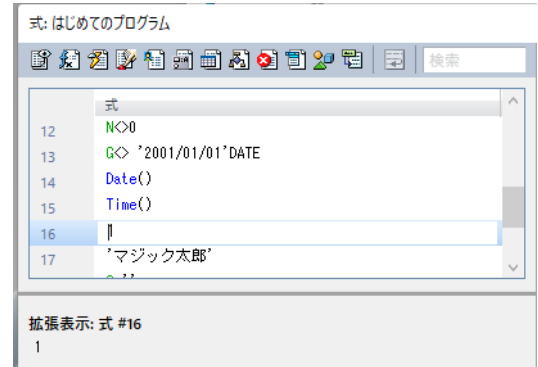 式: はじめてのプログラム
検索
式
12 N<>0
13 G<> '2001/01/01'DATE
14 Date()
15 Time()
16 1
17 'マジック太郎'
拡張表示: 式 #16
1